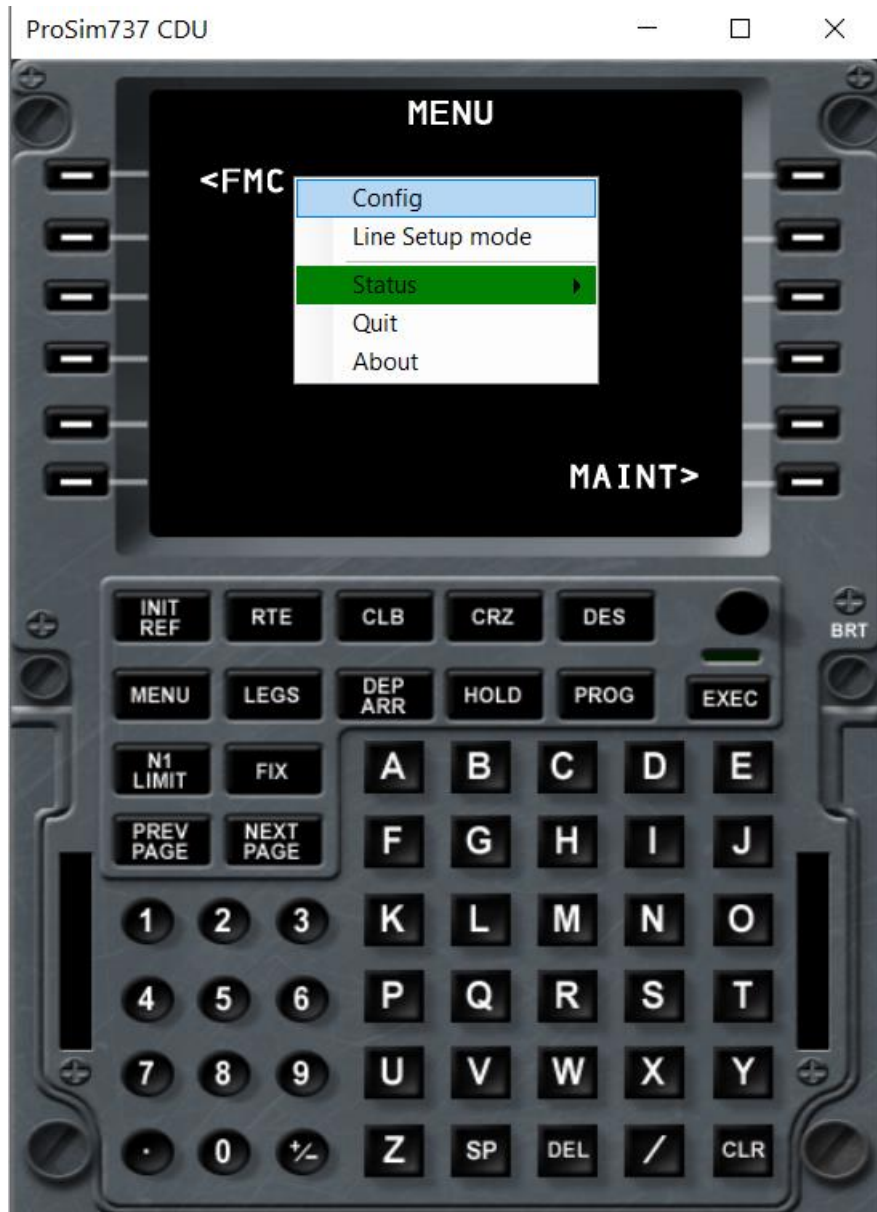 ProSim737 CDU
MENU
<FMC
Config
Line Setup mode
Status
Quit
About
MAINT>
INIT REF RTE CLB CRZ DES
BRT
MENU LEGS DEP ARR HOLD PROG EXEC
N1 LIMIT FIX A B C D E
PREV PAGE NEXT PAGE F G H I J
1 2 3 K L M N O
4 5 6 P Q R S T
7 8 9 U V W X Y
. 0 +/- Z SP DEL / CLR